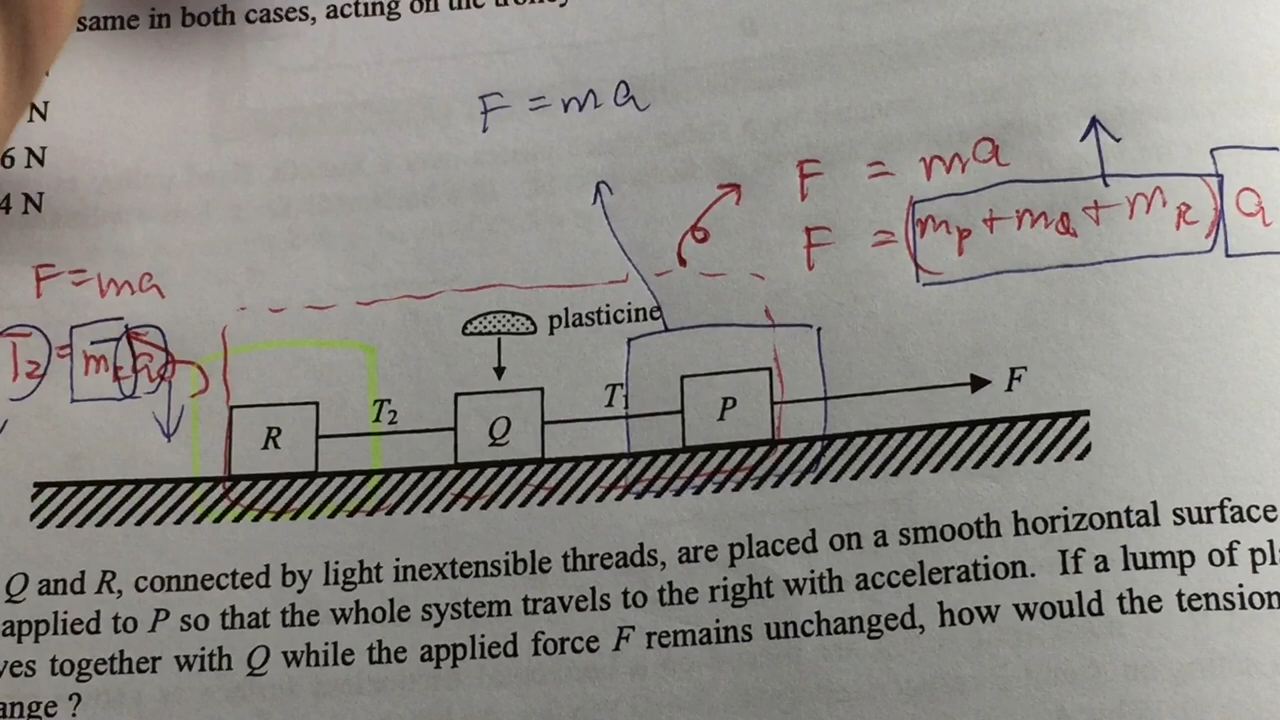 same in both cases, acting on the trolley
N
6 N
4 N
F = ma
F = ma
F = (mP + mQ + mR) a
F = ma
T2 = a
plasticine
R
T2
Q
T
P
F
Q and R, connected by light inextensible threads, are placed on a smooth horizontal surface
applied to P so that the whole system travels to the right with acceleration. If a lump of pl
ves together with Q while the applied force F remains unchanged, how would the tension
ange ?